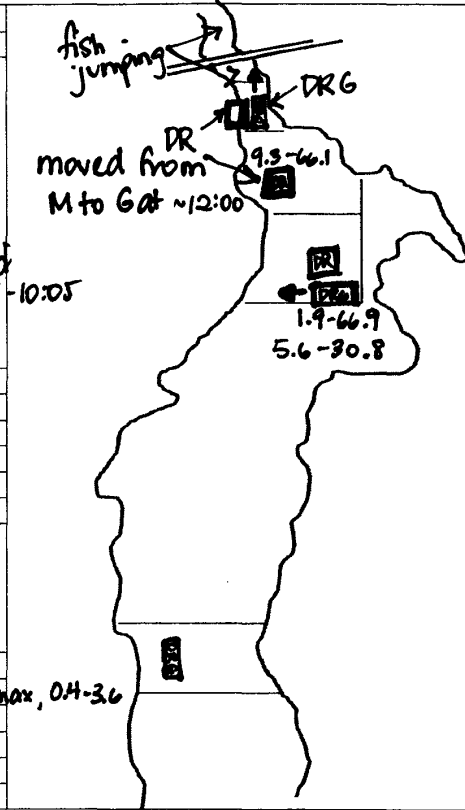 fish
jumping
DRG
DR
moved from
M to G at ~12:00
9.3-66.1
DR
-10:05
DRG
1.9-66.9
5.6-30.8
DRG
max, 0.4-3.6